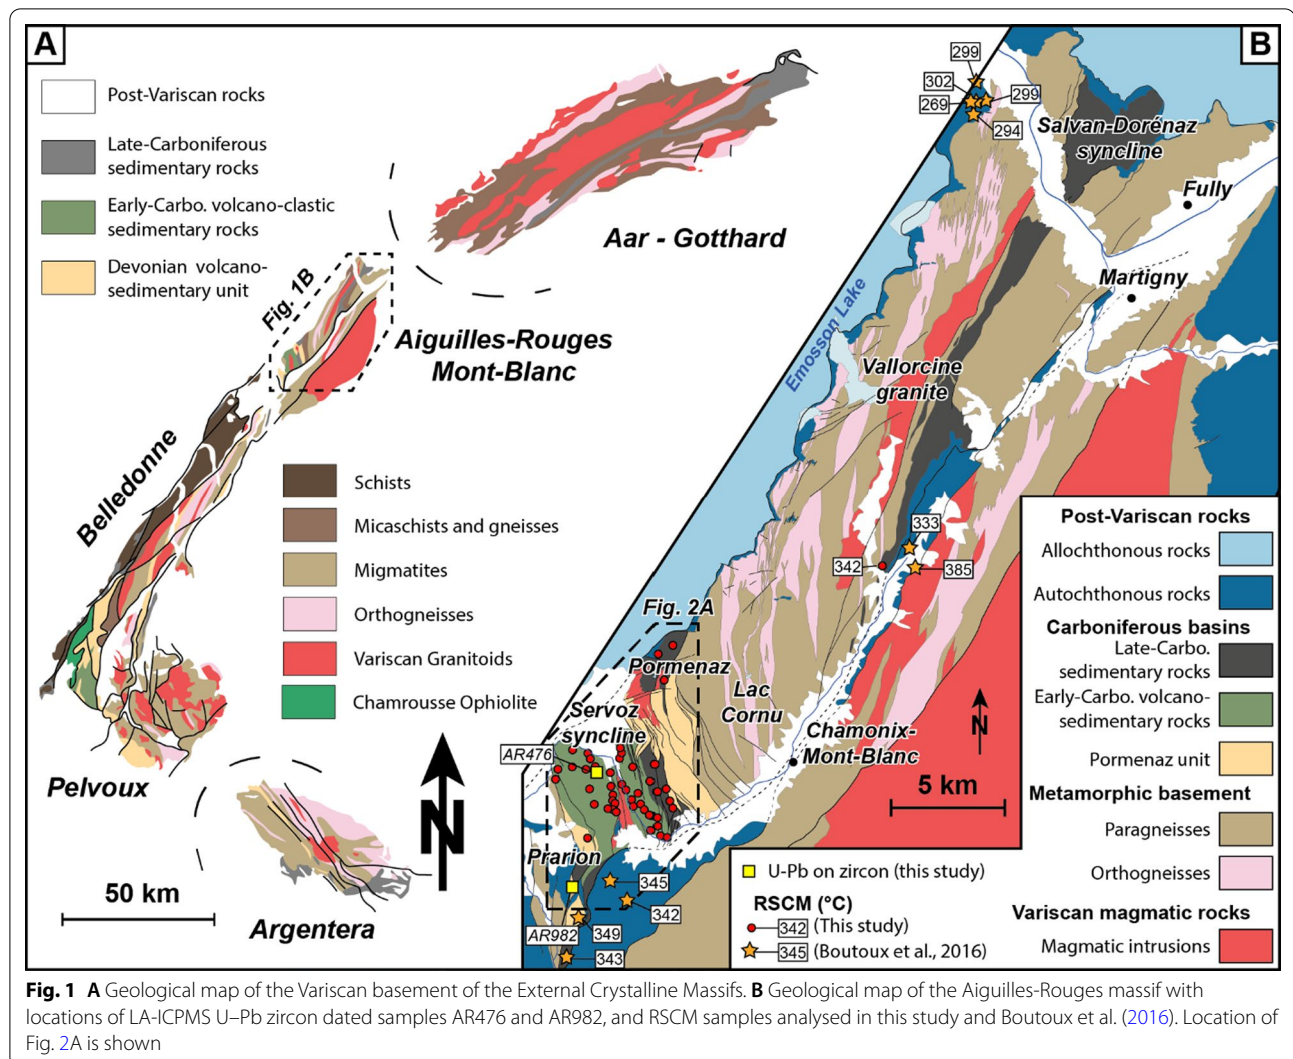 A
Post-Variscan rocks
Late-Carboniferous
sedimentary rocks
Early-Carbo. volcano-clastic
sedimentary rocks
Devonian volcano-
sedimentary unit
Fig. 1B
Aar - Gotthard
Aiguilles-Rouges
Mont-Blanc
Belledonne
Schists
Micaschists and gneisses
Migmatites
Orthogneisses
Variscan Granitoids
Chamrousse Ophiolite
Pelvoux
N
50 km
Argentera
B
299
302
269
299
294
Salvan-Dorénaz
syncline
Fully
Martigny
Emosson Lake
Vallorcine
granite
333
342
385
Fig. 2A
Pormenaz
Lac
Cornu
Servoz
syncline
AR476
Chamonix-
Mont-Blanc
N
5 km
Prarion
345
342
AR982
349
343
U-Pb on zircon (this study)
RSCM (°C)
342 (This study)
345 (Boutoux et al., 2016)
Post-Variscan rocks
Allochthonous rocks
Autochthonous rocks
Carboniferous basins
Late-Carbo.
sedimentary rocks
Early-Carbo. volcano-
sedimentary rocks
Pormenaz unit
Metamorphic basement
Paragneisses
Orthogneisses
Variscan magmatic rocks
Magmatic intrusions
Fig. 1 A Geological map of the Variscan basement of the External Crystalline Massifs. B Geological map of the Aiguilles-Rouges massif with
locations of LA-ICPMS U–Pb zircon dated samples AR476 and AR982, and RSCM samples analysed in this study and Boutoux et al. (2016). Location of
Fig. 2A is shown